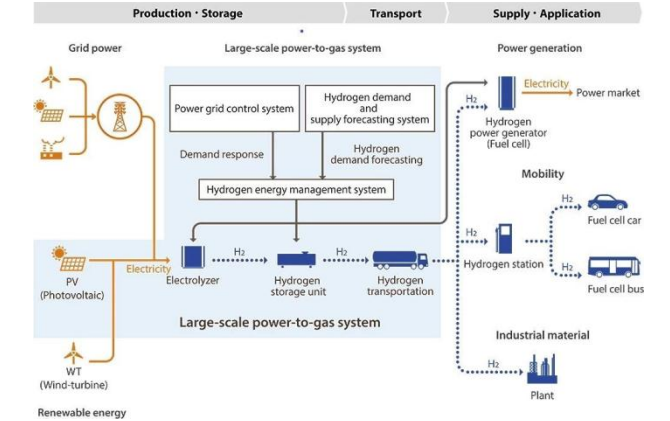 Production・Storage
Transport
Supply・Application
Grid power
Large-scale power-to-gas system
Power generation
Power grid control system
Hydrogen demand
and
supply forecasting system
Demand response
Hydrogen
demand forecasting
Hydrogen energy management system
H₂
Electricity
Power market
Hydrogen
power generator
(Fuel cell)
Mobility
H₂
Fuel cell car
Hydrogen station
H₂
Fuel cell bus
H₂
PV
(Photovoltaic)
Electricity
Electrolyzer
H₂
Hydrogen
storage unit
H₂
Hydrogen
transportation
Large-scale power-to-gas system
WT
(Wind-turbine)
Renewable energy
Industrial material
H₂
Plant